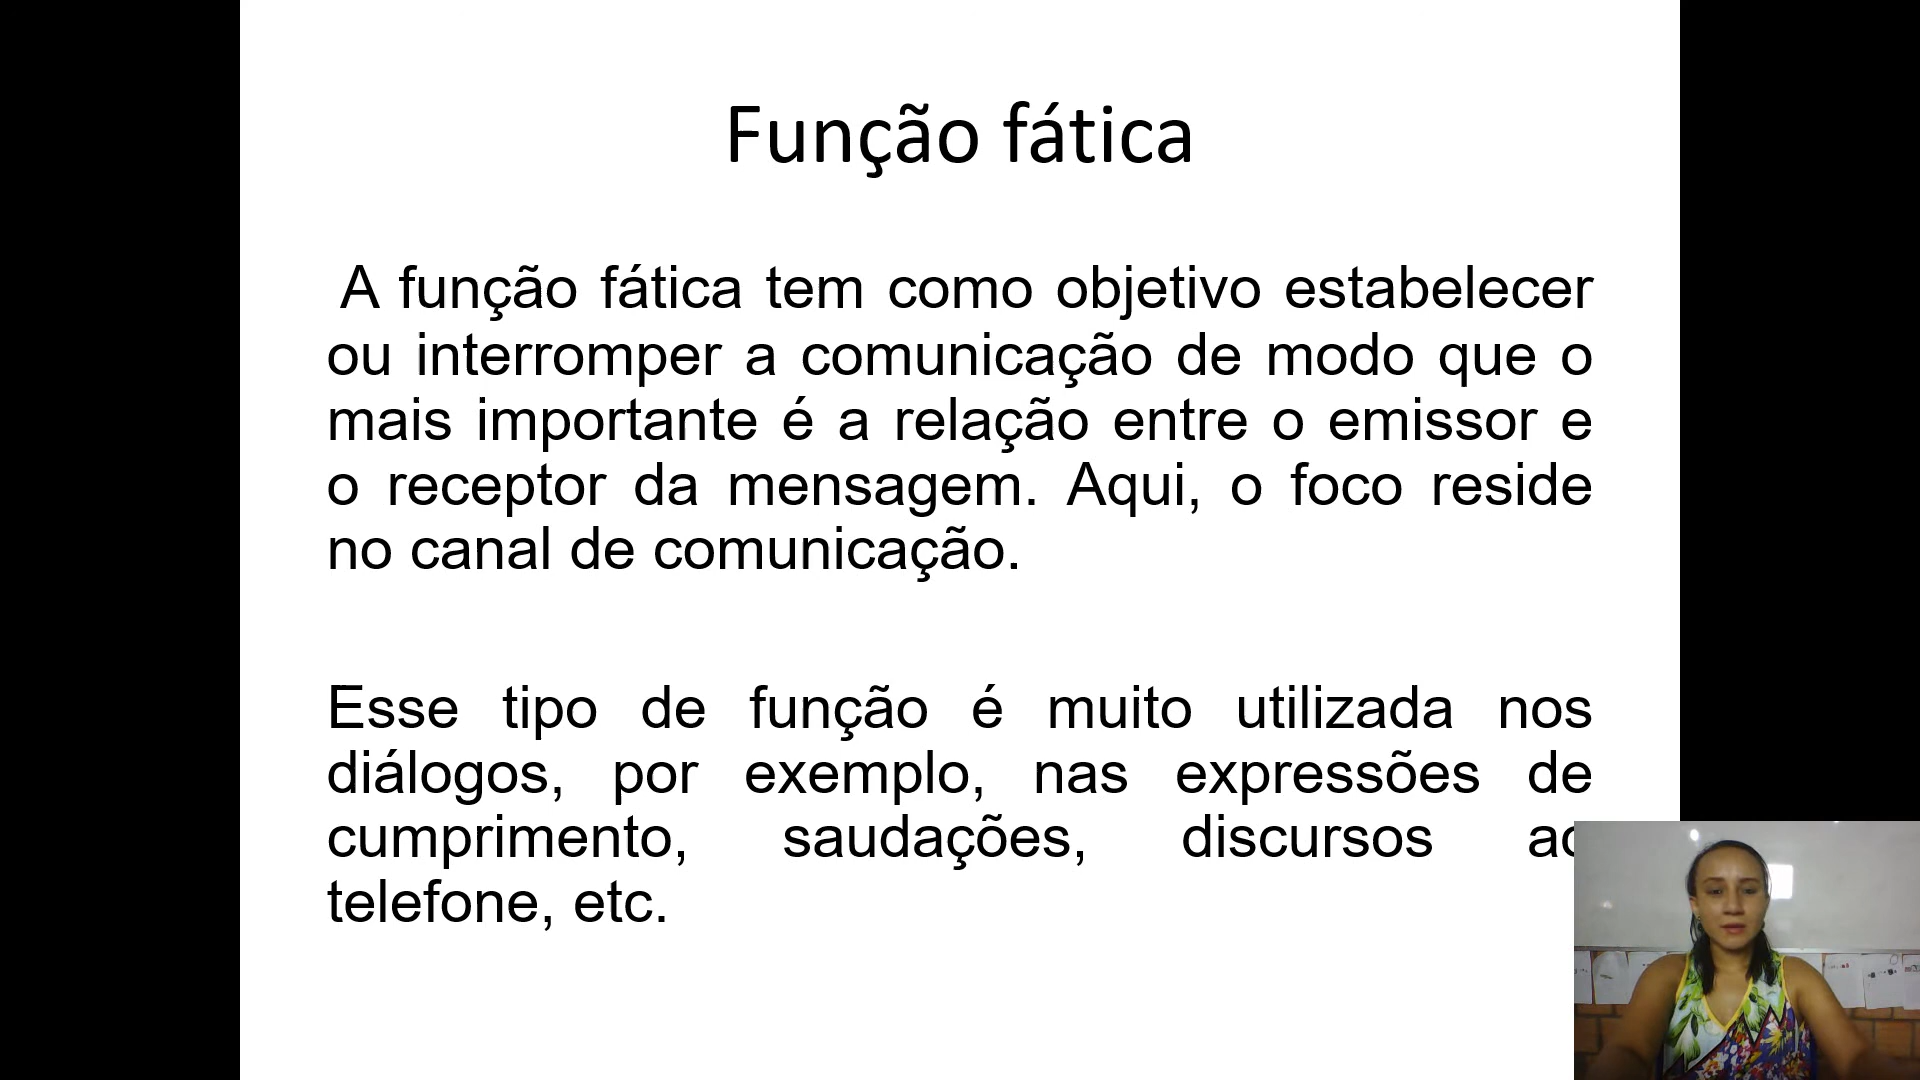 Função fática
A função fática tem como objetivo estabelecer
ou interromper a comunicação de modo que o
mais importante é a relação entre o emissor e
o receptor da mensagem. Aqui, o foco reside
no canal de comunicação.
Esse tipo de função é muito utilizada nos
diálogos, por exemplo, nas expressões de
cumprimento, saudações, discursos ao
telefone, etc.